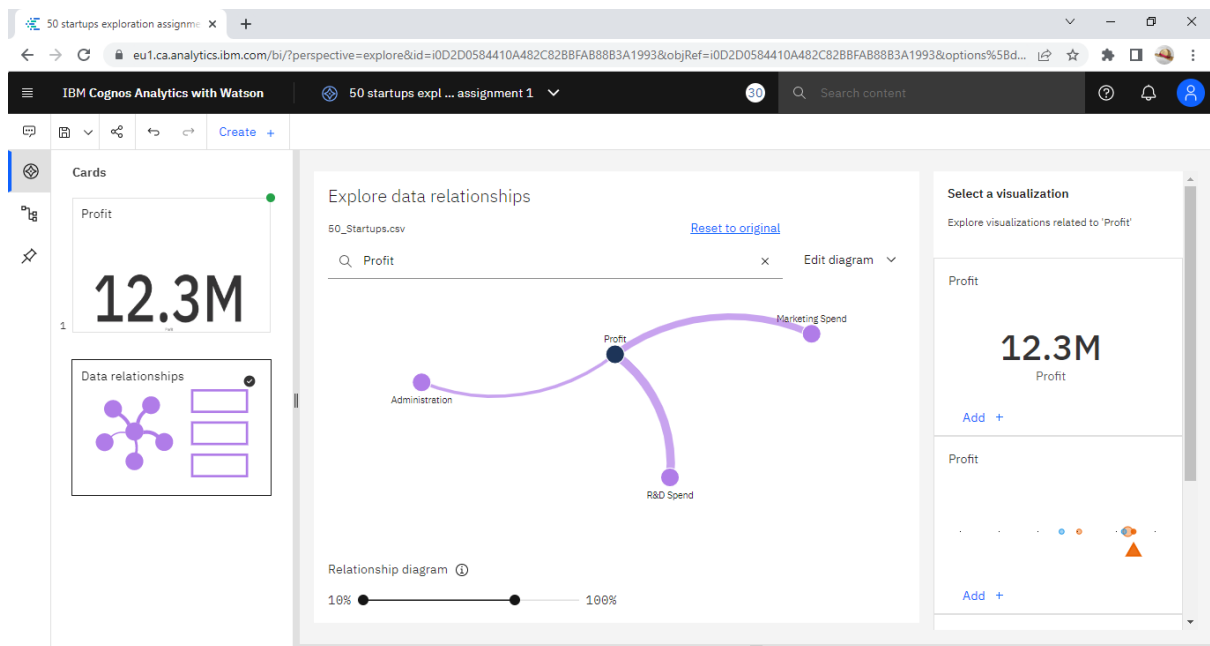 50 startups exploration assignme
eu1.ca.analytics.ibm.com/bi/?perspective=explore&id=i0D2D0584410A482C82BBFAB88B3A1993&objRef=i0D2D0584410A482C82BBFAB88B3A1993&options%5Bd...
IBM Cognos Analytics with Watson
50 startups expl ... assignment 1
30
Search content
Create +
Cards
Profit
12.3M
1
Data relationships
Explore data relationships
50_Startups.csv
Reset to original
Profit
Edit diagram
Marketing Spend
Profit
Administration
R&D Spend
Relationship diagram
10%
100%
Select a visualization
Explore visualizations related to 'Profit'
Profit
12.3M
Profit
Add +
Profit
Add +